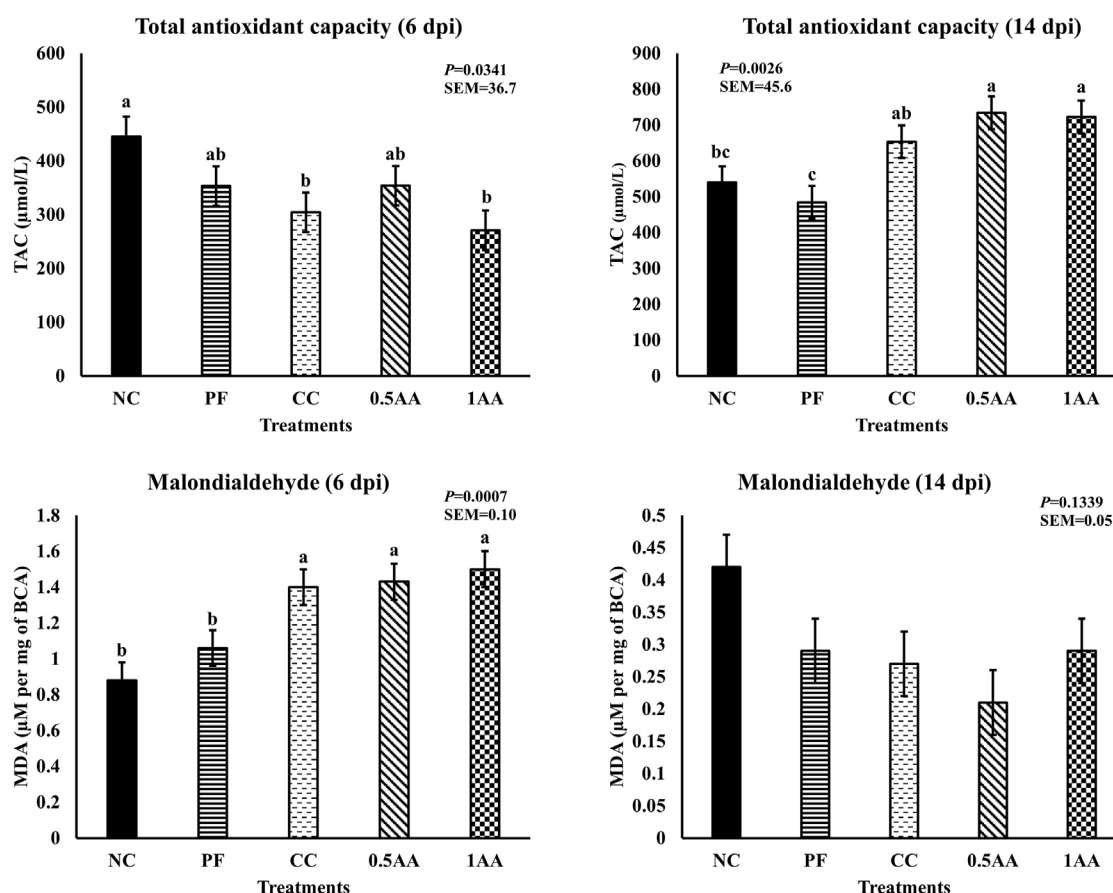 Total antioxidant capacity (6 dpi)
P=0.0341
SEM=36.7
600
500
400
300
200
100
0
TAC (µmol/L)
a
ab
b
ab
b
NC PF CC 0.5AA 1AA
Treatments
Total antioxidant capacity (14 dpi)
P=0.0026
SEM=45.6
900
800
700
600
500
400
300
200
100
0
TAC (µmol/L)
bc
c
ab
a
a
NC PF CC 0.5AA 1AA
Treatments
Malondialdehyde (6 dpi)
P=0.0007
SEM=0.10
1.8
1.6
1.4
1.2
1
0.8
0.6
0.4
0.2
0
MDA (µM per mg of BCA)
b
b
a
a
a
NC PF CC 0.5AA 1AA
Treatments
Malondialdehyde (14 dpi)
P=0.1339
SEM=0.05
0.5
0.45
0.4
0.35
0.3
0.25
0.2
0.15
0.1
0.05
0
MDA (µM per mg of BCA)
NC PF CC 0.5AA 1AA
Treatments